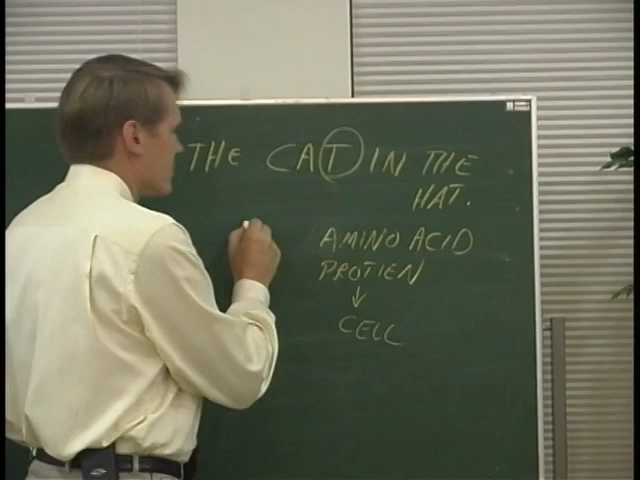 THE CAT IN THE
HAT.
AMINO ACID
PROTIEN
↓
CELL